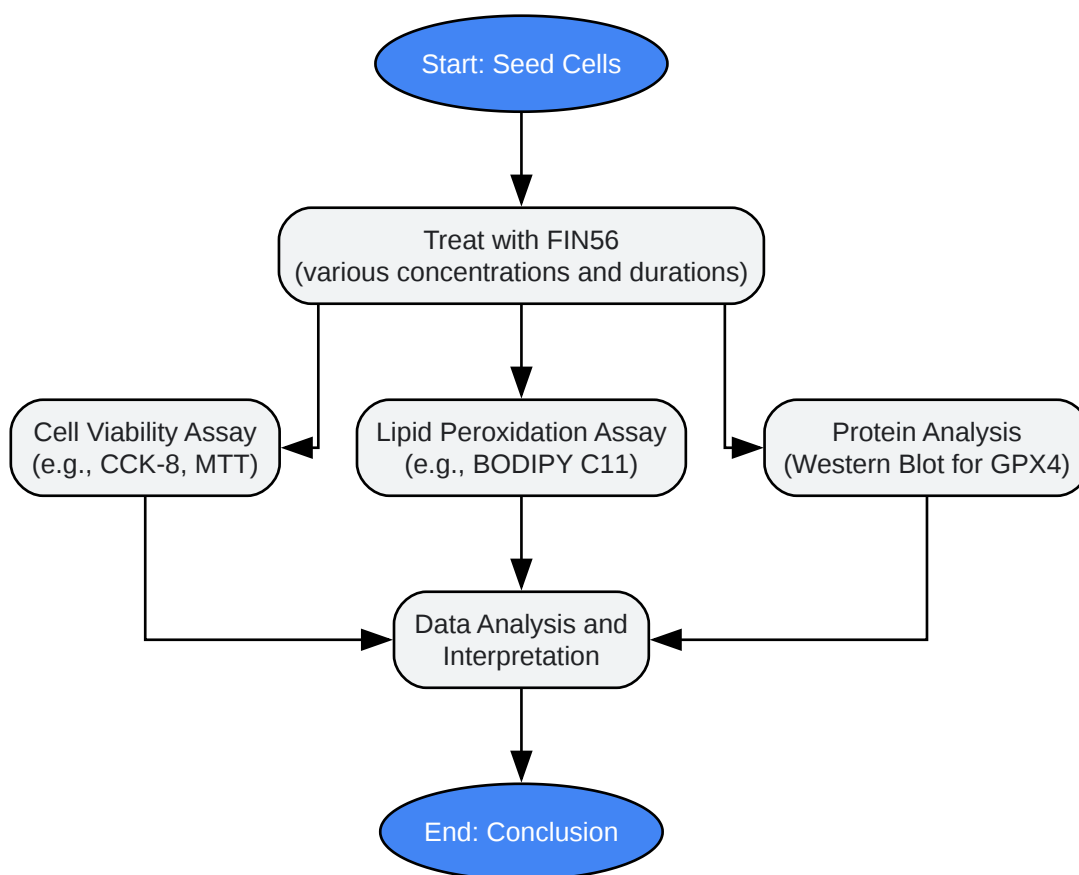 Start: Seed Cells
Treat with FIN56
(various concentrations and durations)
Cell Viability Assay
(e.g., CCK-8, MTT)
Lipid Peroxidation Assay
(e.g., BODIPY C11)
Protein Analysis
(Western Blot for GPX4)
Data Analysis and
Interpretation
End: Conclusion